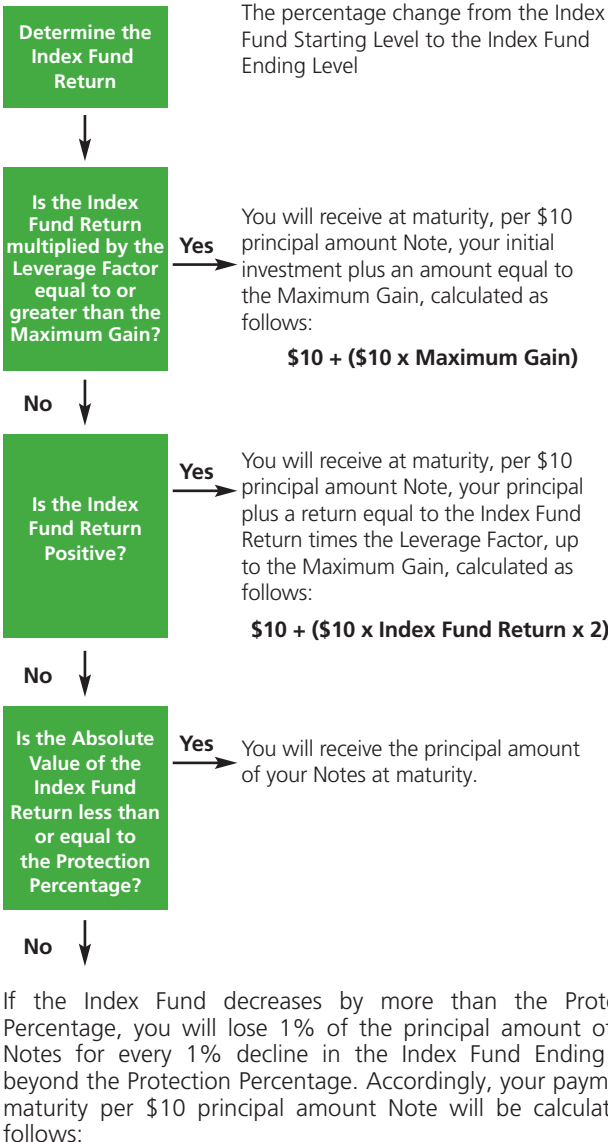 Determine the
Index Fund
Return
The percentage change from the Index
Fund Starting Level to the Index Fund
Ending Level
Is the Index
Fund Return
multiplied by the
Leverage Factor
equal to or
greater than the
Maximum Gain?
Yes
You will receive at maturity, per $10
principal amount Note, your initial
investment plus an amount equal to
the Maximum Gain, calculated as
follows:
$10 + ($10 x Maximum Gain)
No
Is the Index
Fund Return
Positive?
Yes
You will receive at maturity, per $10
principal amount Note, your principal
plus a return equal to the Index Fund
Return times the Leverage Factor, up
to the Maximum Gain, calculated as
follows:
$10 + ($10 x Index Fund Return x 2)
No
Is the Absolute
Value of the
Index Fund
Return less than
or equal to
the Protection
Percentage?
Yes
You will receive the principal amount
of your Notes at maturity.
No
If the Index Fund decreases by more than the
Percentage, you will lose 1% of the principal amount
Notes for every 1% decline in the Index Fund Ending
beyond the Protection Percentage. Accordingly, your
maturity per $10 principal amount Note will be
follows: